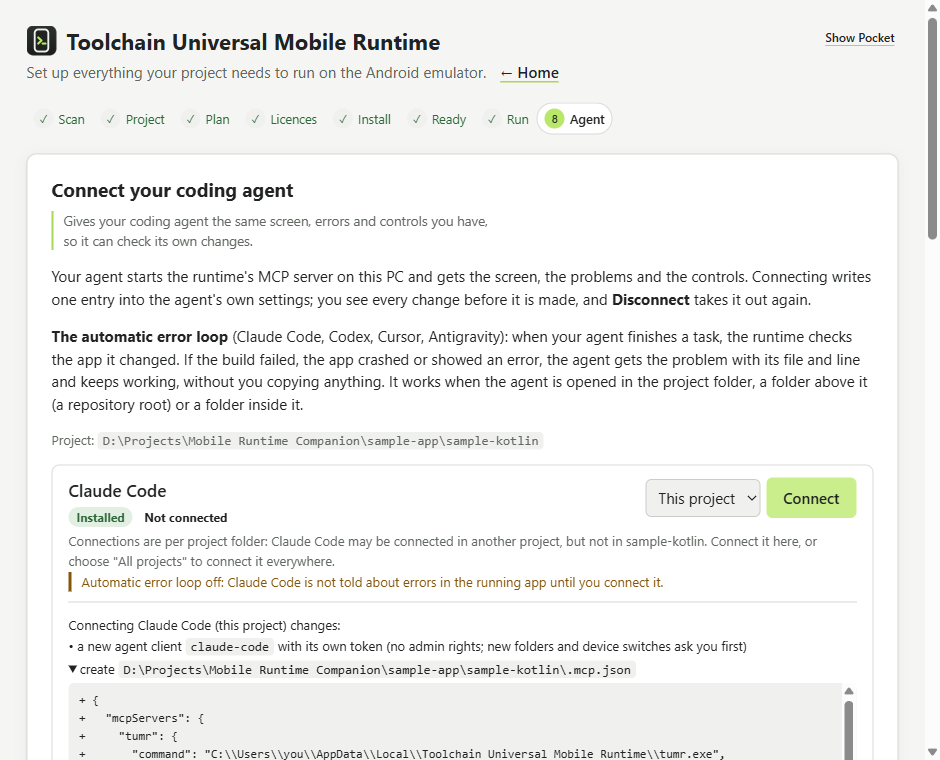 Toolchain Universal Mobile Runtime
Show Pocket
Set up everything your project needs to run on the Android emulator. ← Home
✓ Scan ✓ Project ✓ Plan ✓ Licences ✓ Install ✓ Ready ✓ Run 8 Agent
Connect your coding agent
Gives your coding agent the same screen, errors and controls you have,
so it can check its own changes.
Your agent starts the runtime's MCP server on this PC and gets the screen, the problems and the controls. Connecting writes
one entry into the agent's own settings; you see every change before it is made, and Disconnect takes it out again.
The automatic error loop (Claude Code, Codex, Cursor, Antigravity): when your agent finishes a task, the runtime checks
the app it changed. If the build failed, the app crashed or showed an error, the agent gets the problem with its file and line
and keeps working, without you copying anything. It works when the agent is opened in the project folder, a folder above it
(a repository root) or a folder inside it.
Project: D:\Projects\Mobile Runtime Companion\sample-app\sample-kotlin
Claude Code
This project
Connect
Installed Not connected
Connections are per project folder: Claude Code may be connected in another project, but not in sample-kotlin. Connect it here, or
choose "All projects" to connect it everywhere.
Automatic error loop off: Claude Code is not told about errors in the running app until you connect it.
Connecting Claude Code (this project) changes:
• a new agent client claude-code with its own token (no admin rights; new folders and device switches ask you first)
▼ create D:\Projects\Mobile Runtime Companion\sample-app\sample-kotlin\.mcp.json
+ {
+   "mcpServers": {
+     "tumr": {
+       "command": "C:\\Users\\you\\AppData\\Local\\Toolchain Universal Mobile Runtime\\tumr.exe",